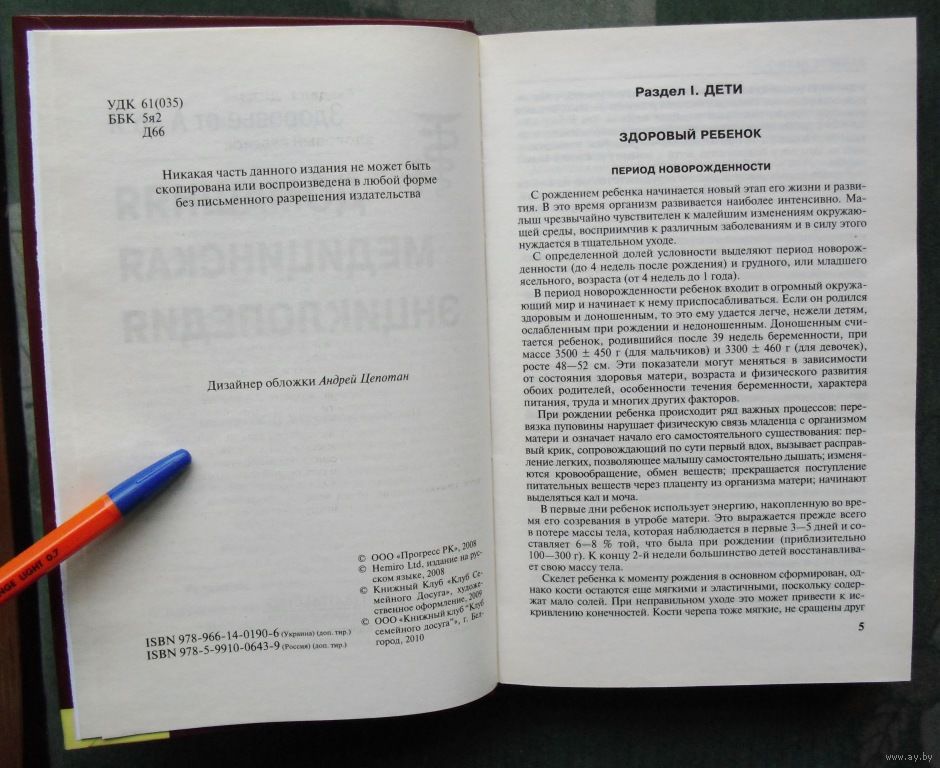 УДК 61(035)
ББК 5я2
Д66
Никакая часть данного издания не может быть
скопирована или воспроизведена в любой форме
без письменного разрешения издательства
МЕДИЦИНСКАЯ
ЭНЦИКЛОПЕДИЯ
Дизайнер обложки Андрей Цепотан
© ООО «Прогресс РК», 2008
© Hemiro Ltd, издание на рус-
ском языке, 2008
© Книжный Клуб «Клуб Се-
мейного Досуга», художе-
ственное оформление, 2009
© ООО «Книжный клуб "Клуб
семейного досуга"», г. Бел-
город, 2010
ISBN 978-966-14-0190-6 (Украина) (доп. тир.)
ISBN 978-5-9910-0643-9 (Россия) (доп. тир.)
NGE LIGHT 0,7
Раздел I. ДЕТИ
ЗДОРОВЫЙ РЕБЕНОК
ПЕРИОД НОВОРОЖДЕННОСТИ
С рождением ребенка начинается новый этап его жизни и разви-
тия. В это время организм развивается наиболее интенсивно. Ма-
лыш чрезвычайно чувствителен к малейшим изменениям окружаю-
щей среды, восприимчив к различным заболеваниям и в силу этого
нуждается в тщательном уходе.
С определенной долей условности выделяют период новорож-
денности (до 4 недель после рождения) и грудного, или младшего
ясельного, возраста (от 4 недель до 1 года).
В период новорожденности ребенок входит в огромный окружа-
ющий мир и начинает к нему приспосабливаться. Если он родился
здоровым и доношенным, то это ему удается легче, нежели детям,
ослабленным при рождении и недоношенным. Доношенным счи-
тается ребенок, родившийся после 39 недель беременности, при
массе 3500 ± 450 г (для мальчиков) и 3300 ± 460 г (для девочек),
росте 48—52 см. Эти показатели могут меняться в зависимости
от состояния здоровья матери, возраста и физического развития
обоих родителей, особенности течения беременности, характера
питания, труда и многих других факторов.
При рождении ребенка происходит ряд важных процессов: пере-
вязка пуповины нарушает физическую связь младенца с организмом
матери и означает начало его самостоятельного существования: пер-
вый крик, сопровождающий по сути первый вдох, вызывает расправ-
ление легких, позволяющее малышу самостоятельно дышать; изменя-
ются кровообращение, обмен веществ; прекращается поступление
питательных веществ через плаценту из организма матери; начинают
выделяться кал и моча.
В первые дни ребенок использует энергию, накопленную во вре-
мя его созревания в утробе матери. Это выражается прежде всего
в потере массы тела, которая наблюдается в первые 3—5 дней и со-
ставляет 6—8 % той, что была при рождении (приблизительно
100—300 г). К концу 2-й недели большинство детей восстанавлива-
ет свою массу тела.
Скелет ребенка к моменту рождения в основном сформирован, од-
нако кости остаются еще мягкими и эластичными, поскольку содер-
жат мало солей. При неправильном уходе это может привести к ис-
кривлению конечностей. Кости черепа тоже мягкие, не сращены друг
5
www.ay.by